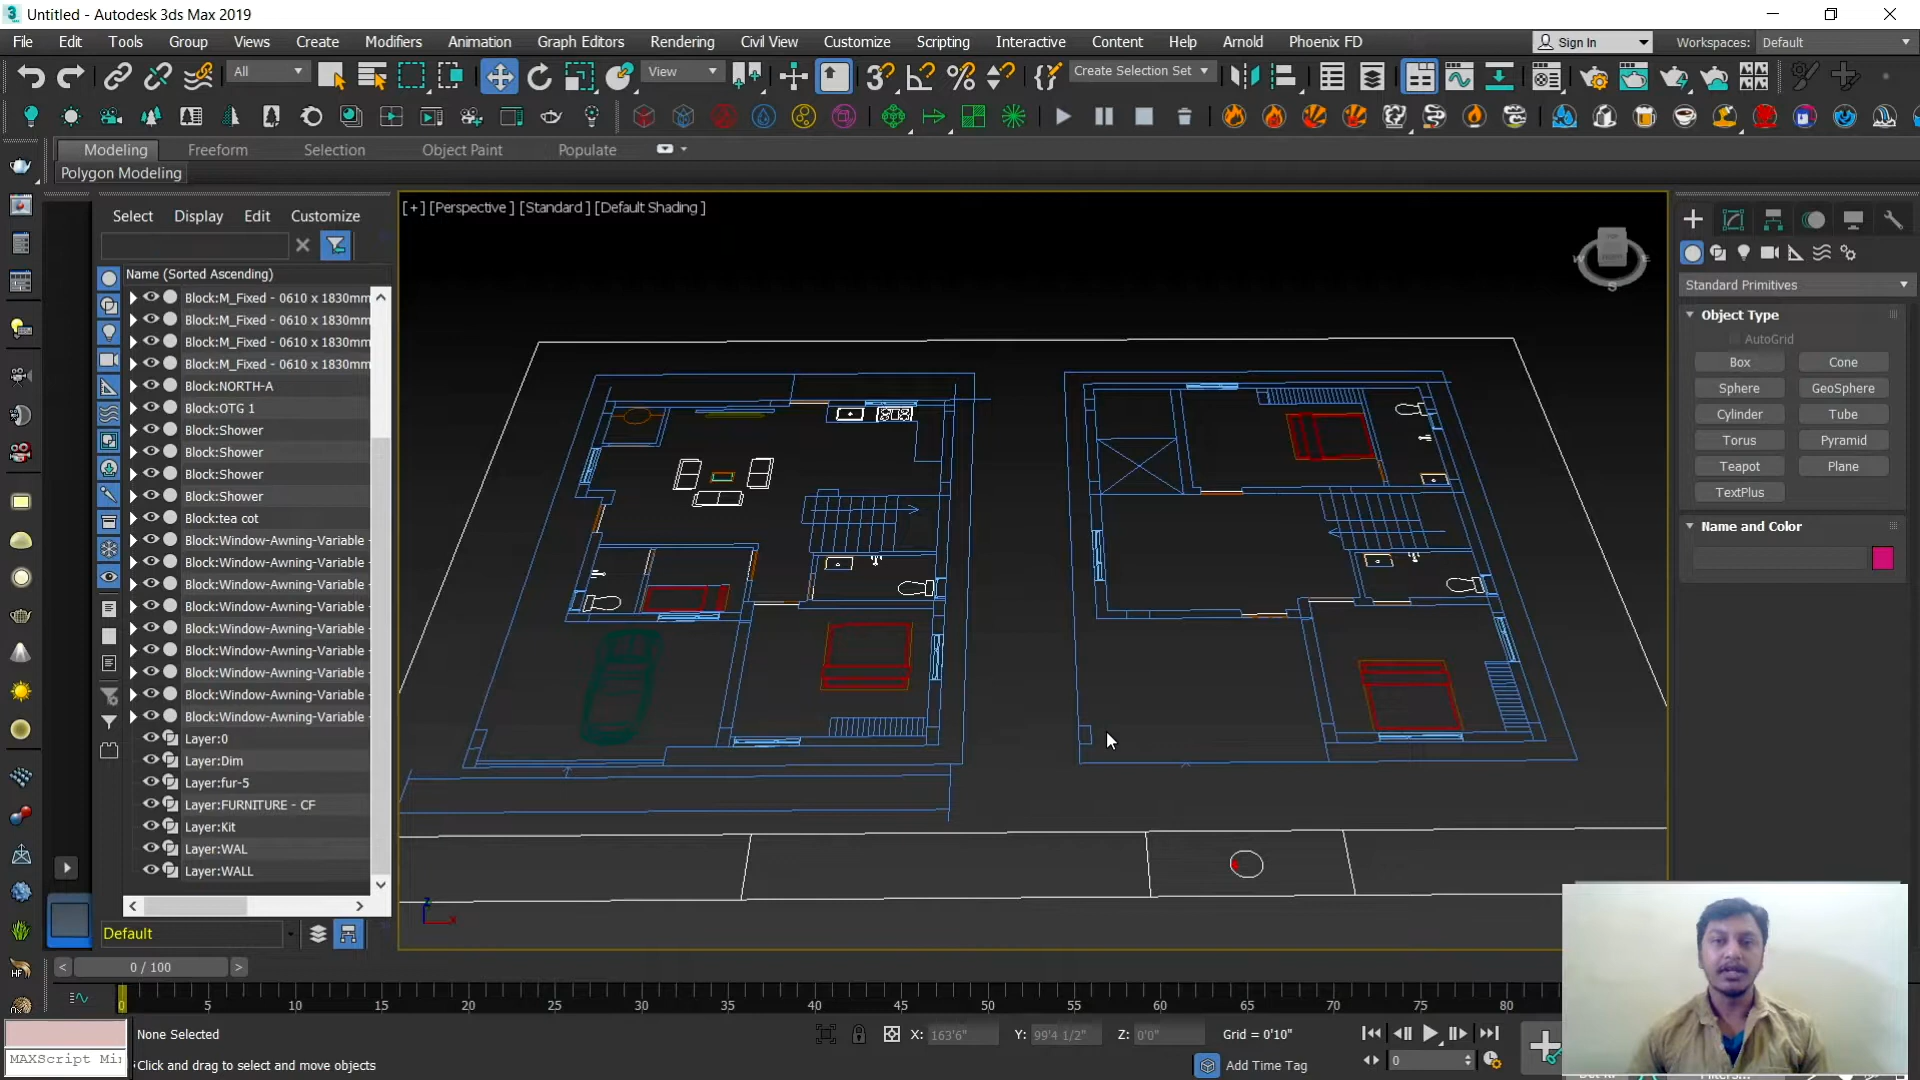 Untitled - Autodesk 3ds Max 2019
File Edit Tools Group Views Create Modifiers Animation Graph Editors Rendering Civil View Customize Scripting Interactive Content Help Arnold Phoenix FD Sign In Workspaces: Default
All View Create Selection Set
Modeling Freeform Selection Object Paint Populate
Polygon Modeling
Select Display Edit Customize
[+] [Perspective ] [Standard ] [Default Shading ]
Name (Sorted Ascending)
Block:M_Fixed - 0610 x 1830mm
Block:M_Fixed - 0610 x 1830mm
Block:M_Fixed - 0610 x 1830mm
Block:M_Fixed - 0610 x 1830mm
Block:NORTH-A
Block:OTG 1
Block:Shower
Block:Shower
Block:Shower
Block:Shower
Block:tea cot
Block:Window-Awning-Variable -
Block:Window-Awning-Variable -
Block:Window-Awning-Variable -
Block:Window-Awning-Variable -
Block:Window-Awning-Variable -
Block:Window-Awning-Variable -
Block:Window-Awning-Variable -
Block:Window-Awning-Variable -
Block:Window-Awning-Variable -
Layer:0
Layer:Dim
Layer:fur-5
Layer:FURNITURE - CF
Layer:Kit
Layer:WAL
Layer:WALL
Default
Standard Primitives
Object Type
AutoGrid
Box Cone
Sphere GeoSphere
Cylinder Tube
Torus Pyramid
Teapot Plane
TextPlus
Name and Color
0 / 100
0 5 10 15 20 25 30 35 40 45 50 55 60 65 70 75 80
None Selected X: 163'6" Y: 99'4 1/2" Z: 0'0" Grid = 0'10"
MAXScript Mi
Click and drag to select and move objects Add Time Tag 0